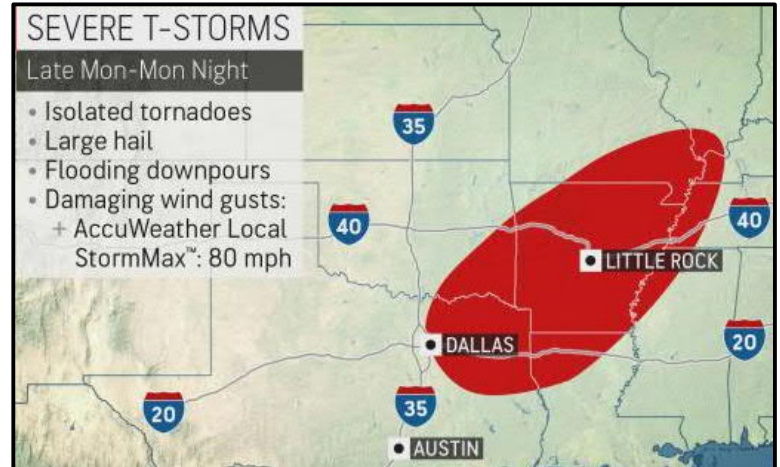 SEVERE T-STORMS
Late Mon-Mon Night
• Isolated tornadoes
• Large hail
• Flooding downpours
• Damaging wind gusts:
+ AccuWeather Local
StormMax™: 80 mph
35
40
40
LITTLE ROCK
DALLAS
20
20
35
AUSTIN